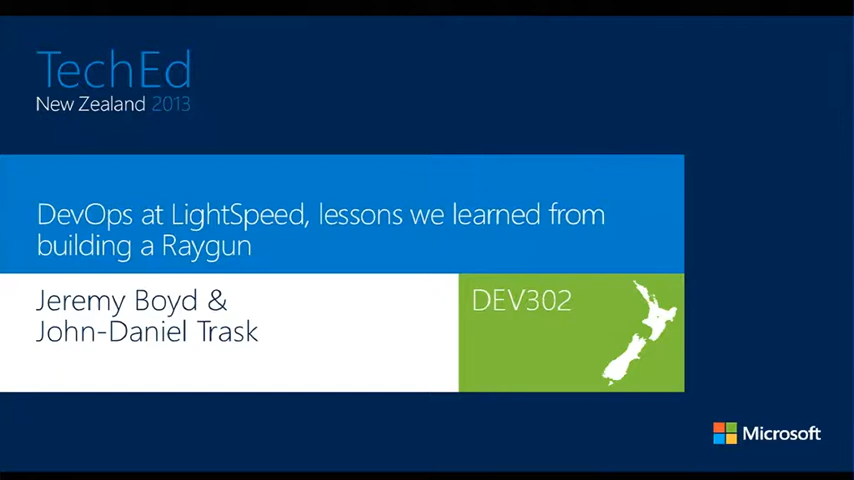 TechEd
New Zealand 2013
DevOps at LightSpeed, lessons we learned from
building a Raygun
Jeremy Boyd &
John-Daniel Trask
DEV302
Microsoft